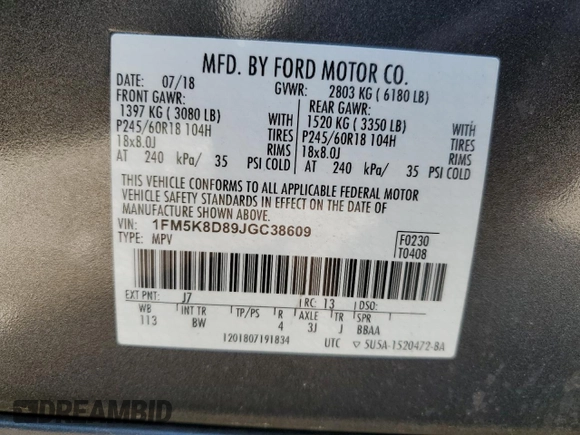 MFD. BY FORD MOTOR CO.
DATE: 07/18 GVWR: 2803 KG ( 6180 LB)
FRONT GAWR: REAR GAWR:
1397 KG ( 3080 LB) WITH 1520 KG ( 3350 LB) WITH
P245/60R18 104H TIRES P245/60R18 104H TIRES
18x8.0J RIMS 18x8.0J RIMS
AT 240 kPa/ 35 PSI COLD AT 240 kPa/ 35 PSI COLD
THIS VEHICLE CONFORMS TO ALL APPLICABLE FEDERAL MOTOR
VEHICLE SAFETY STANDARDS IN EFFECT ON THE DATE OF
MANUFACTURE SHOWN ABOVE.
VIN: 1FM5K8D89JGC38609 F0230
TYPE: MPV T0408
EXT PNT: J7 RC: 13 DSO:
WB INT TR TP/PS R AXLE TR SPR
113 BW 4 3J J BBAA
1201807191834 UTC ▽ 5U5A-1520472-BA
DREAMBID